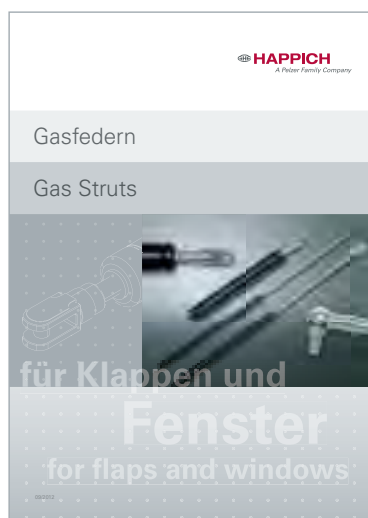 HAPPICH
A Pelzer Family Company
Gasfedern
Gas Struts
für Klappen und
Fenster
for flaps and windows